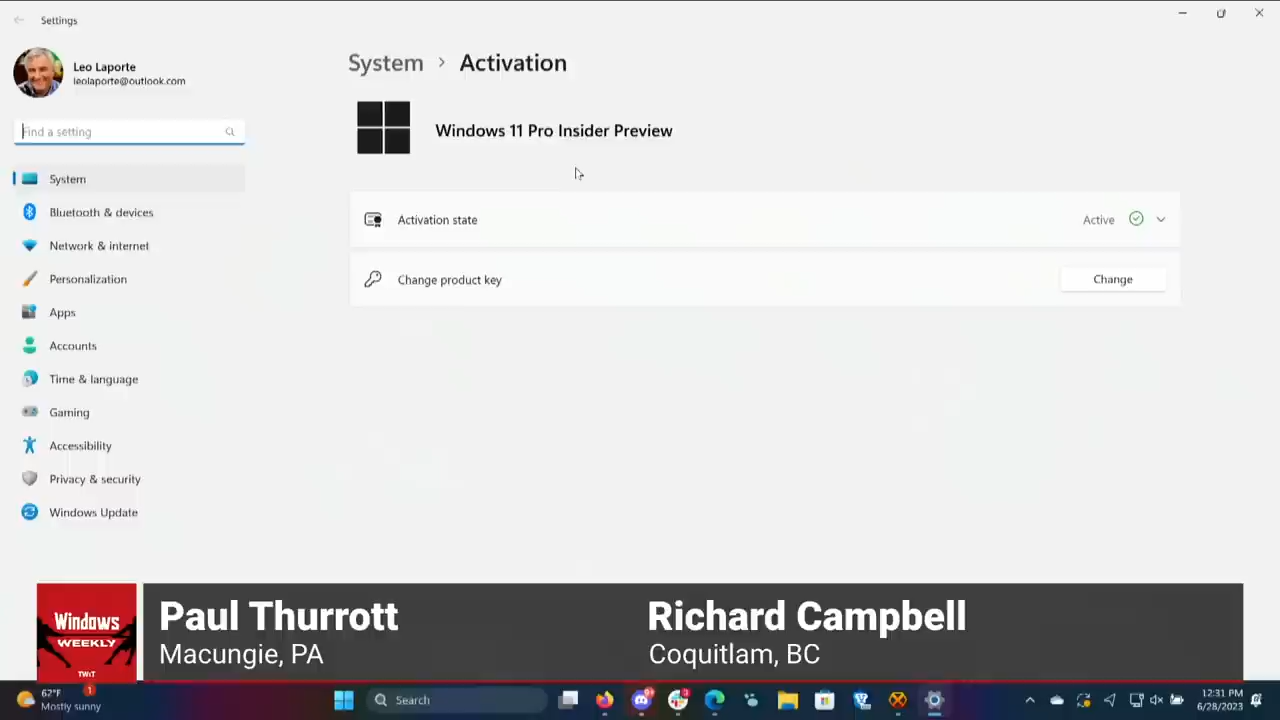 Settings
Leo Laporte
leolaporte@outlook.com
Find a setting
System
Bluetooth & devices
Network & internet
Personalization
Apps
Accounts
Time & language
Gaming
Accessibility
Privacy & security
Windows Update
System > Activation
Windows 11 Pro Insider Preview
Activation state
Active
Change product key
Change
Windows
WEEKLY
TWiT
Paul Thurrott
Macungie, PA
Richard Campbell
Coquitlam, BC
62°F
Mostly sunny
1
Search
12:31 PM
6/28/2023